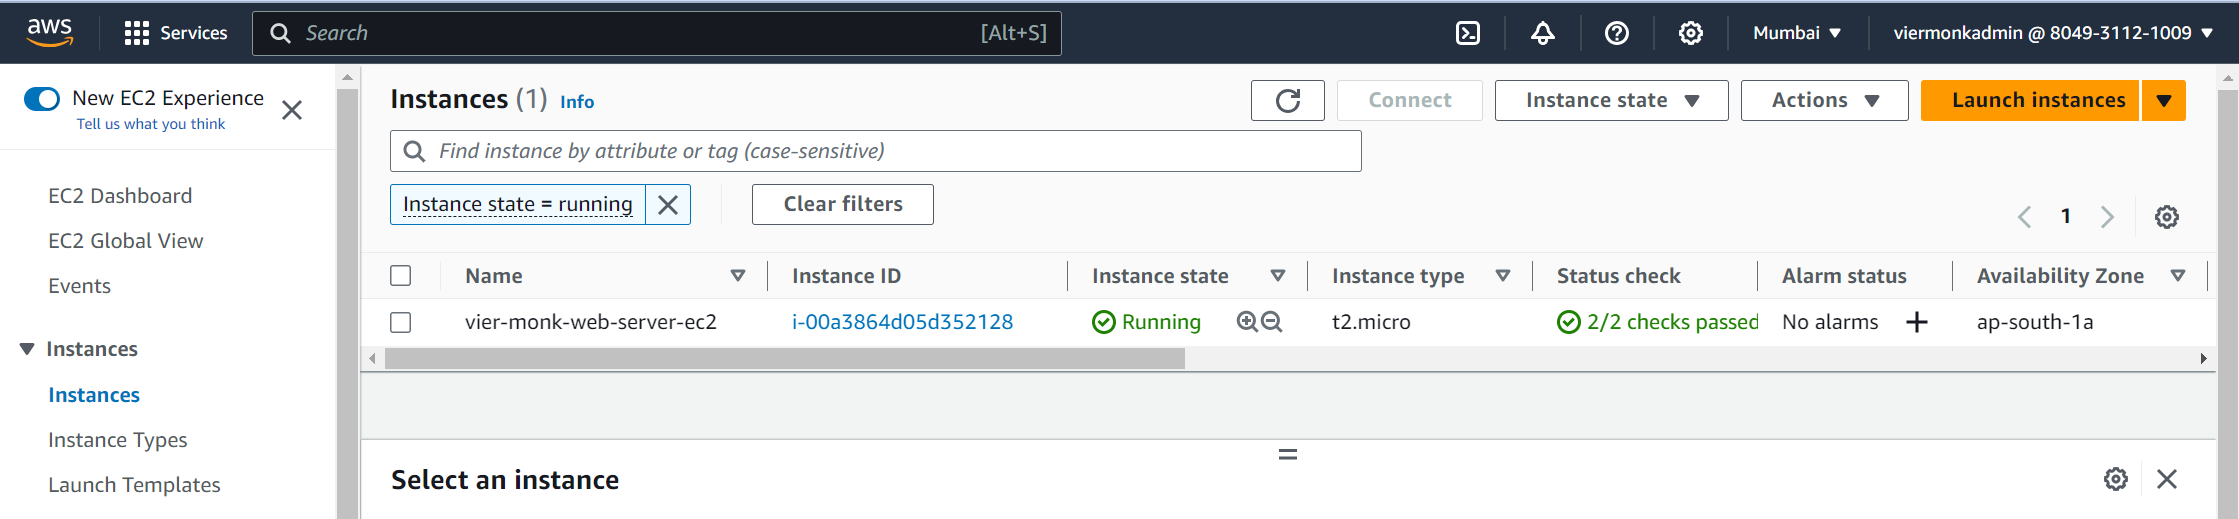 aws Services Search [Alt+S] Mumbai viermonkadmin @ 8049-3112-1009
New EC2 Experience
Tell us what you think
EC2 Dashboard
EC2 Global View
Events
Instances
Instances
Instance Types
Launch Templates
Instances (1) Info Connect Instance state Actions Launch instances
Find instance by attribute or tag (case-sensitive)
Instance state = running Clear filters
1
Name Instance ID Instance state Instance type Status check Alarm status Availability Zone
vier-monk-web-server-ec2 i-00a3864d05d352128 Running t2.micro 2/2 checks passed No alarms + ap-south-1a
Select an instance